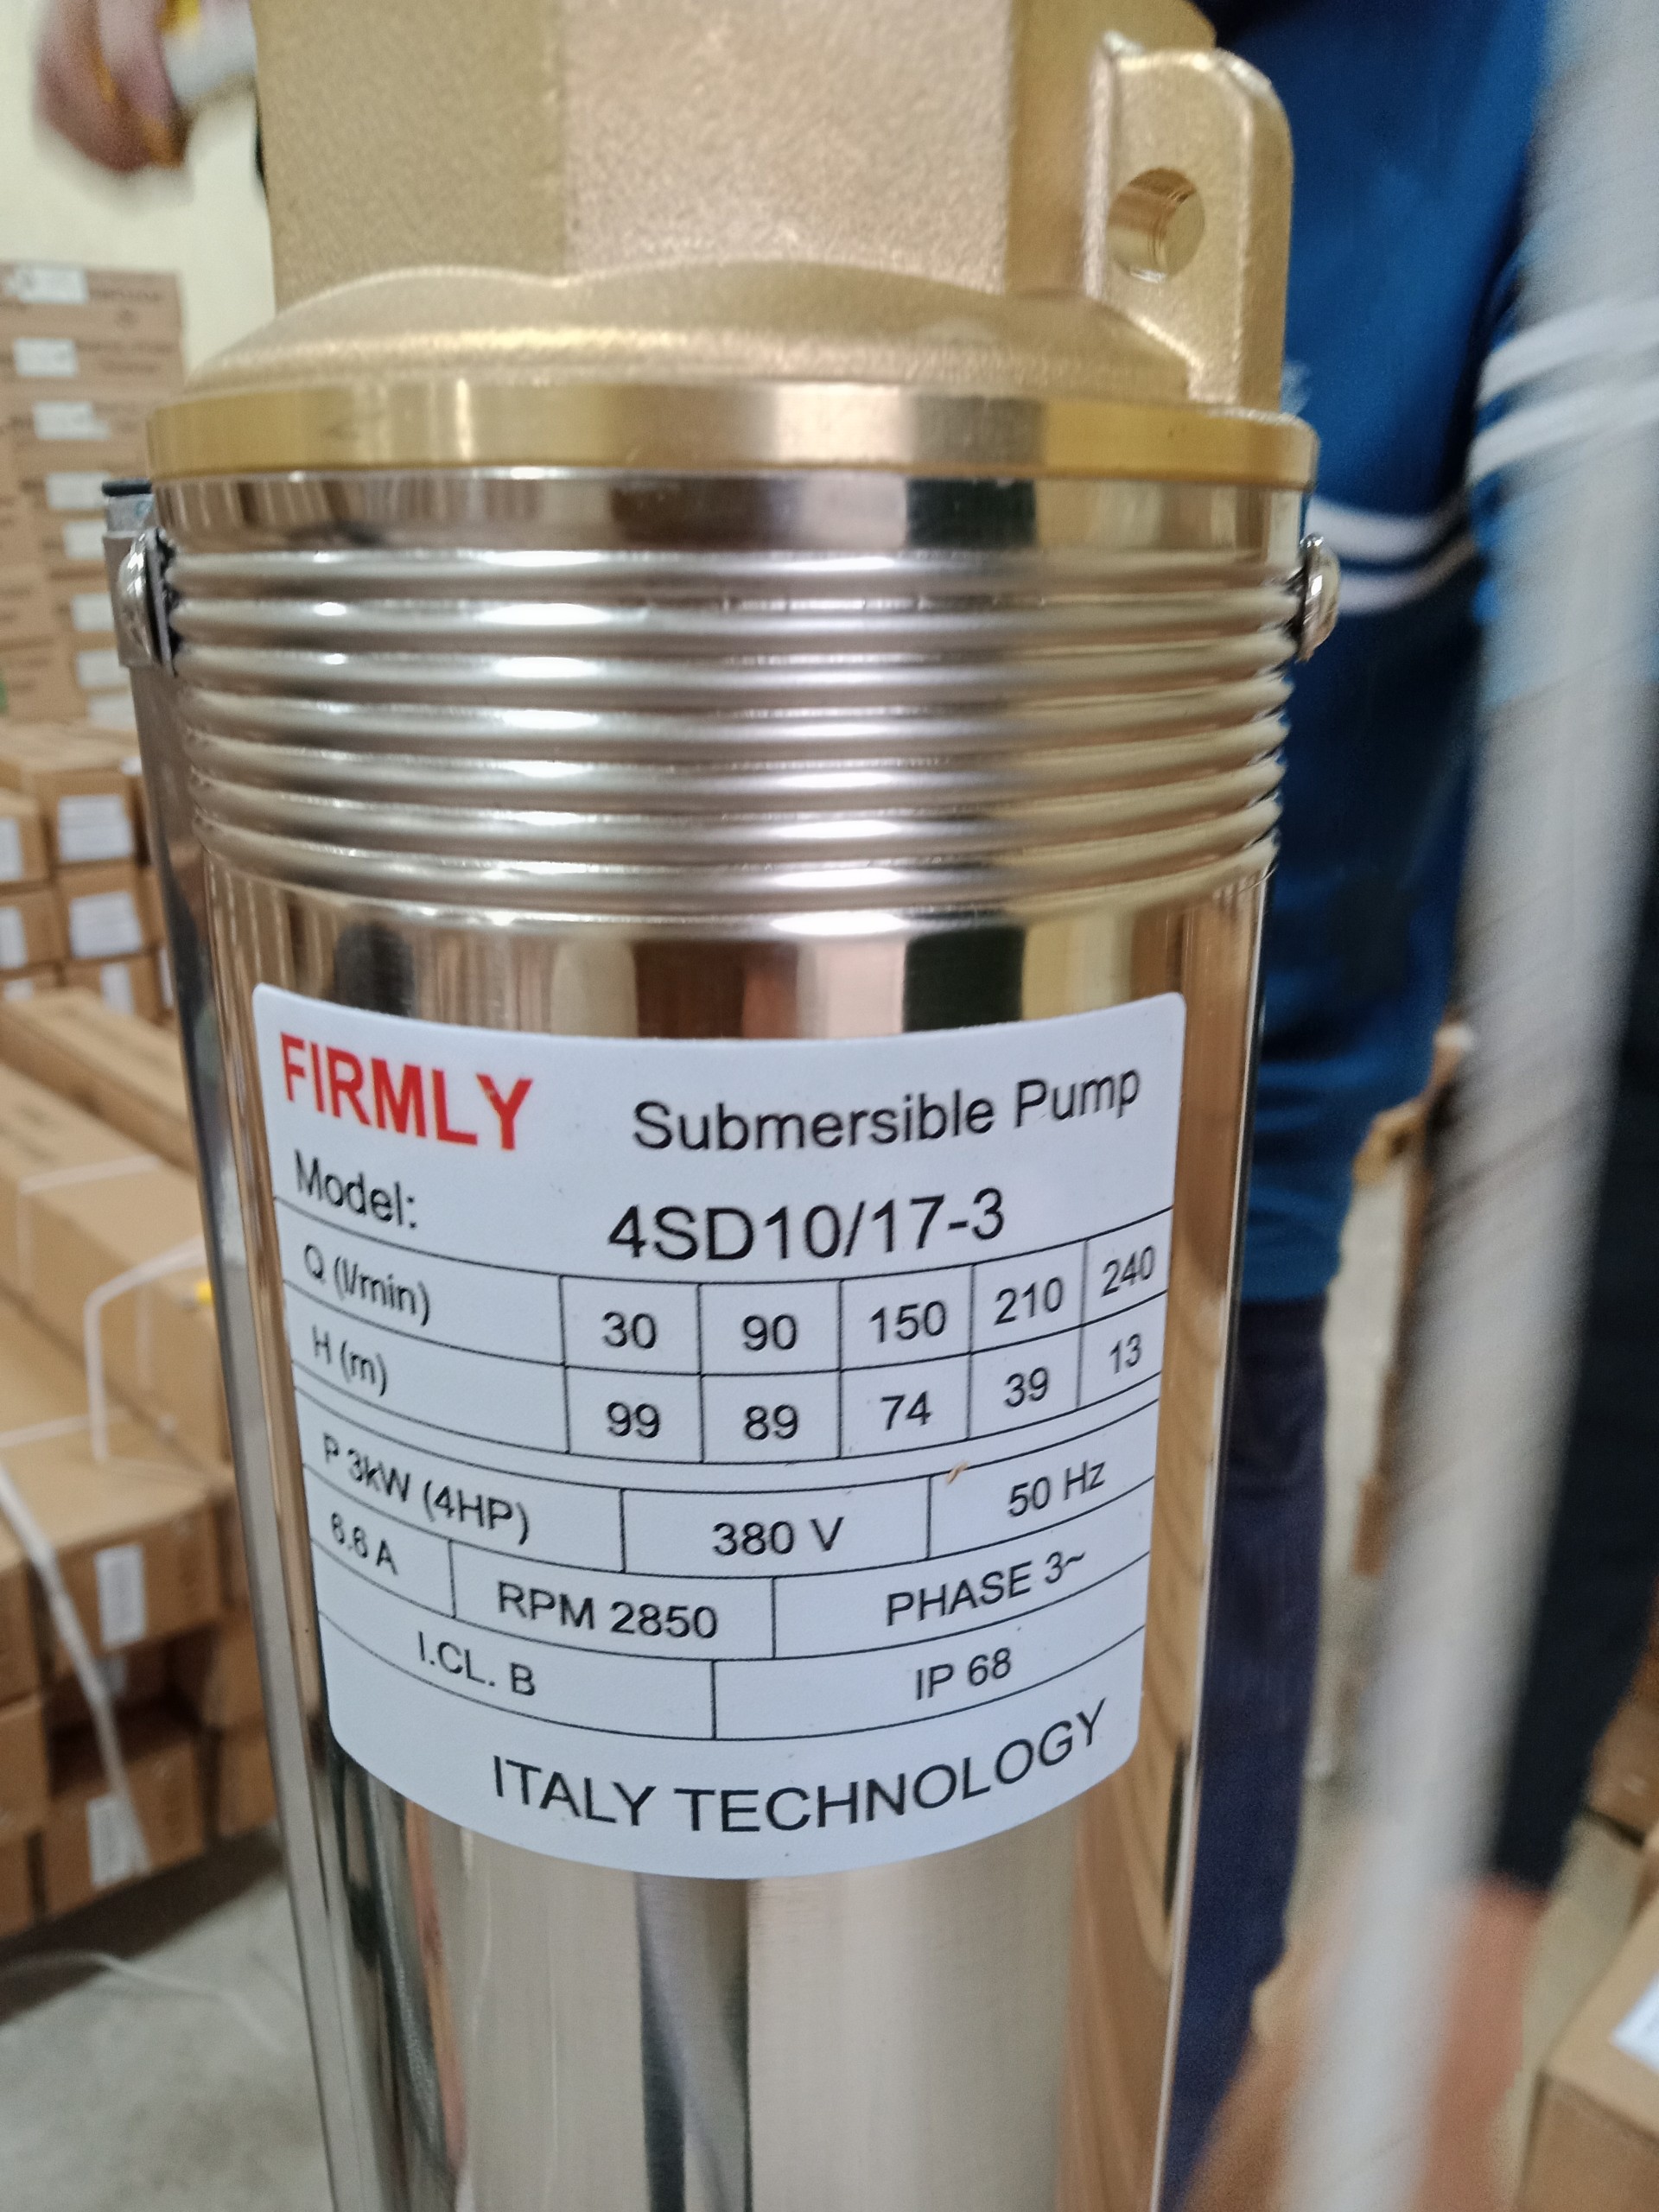 FIRMLY Submersible Pump
Model: 4SD10/17-3
Q (l/min) 30 90 150 210 240
H (m) 99 89 74 39 13
P 3kW (4HP) 380 V 50 Hz
6.6 A RPM 2850 PHASE 3~
I.CL. B IP 68
ITALY TECHNOLOGY